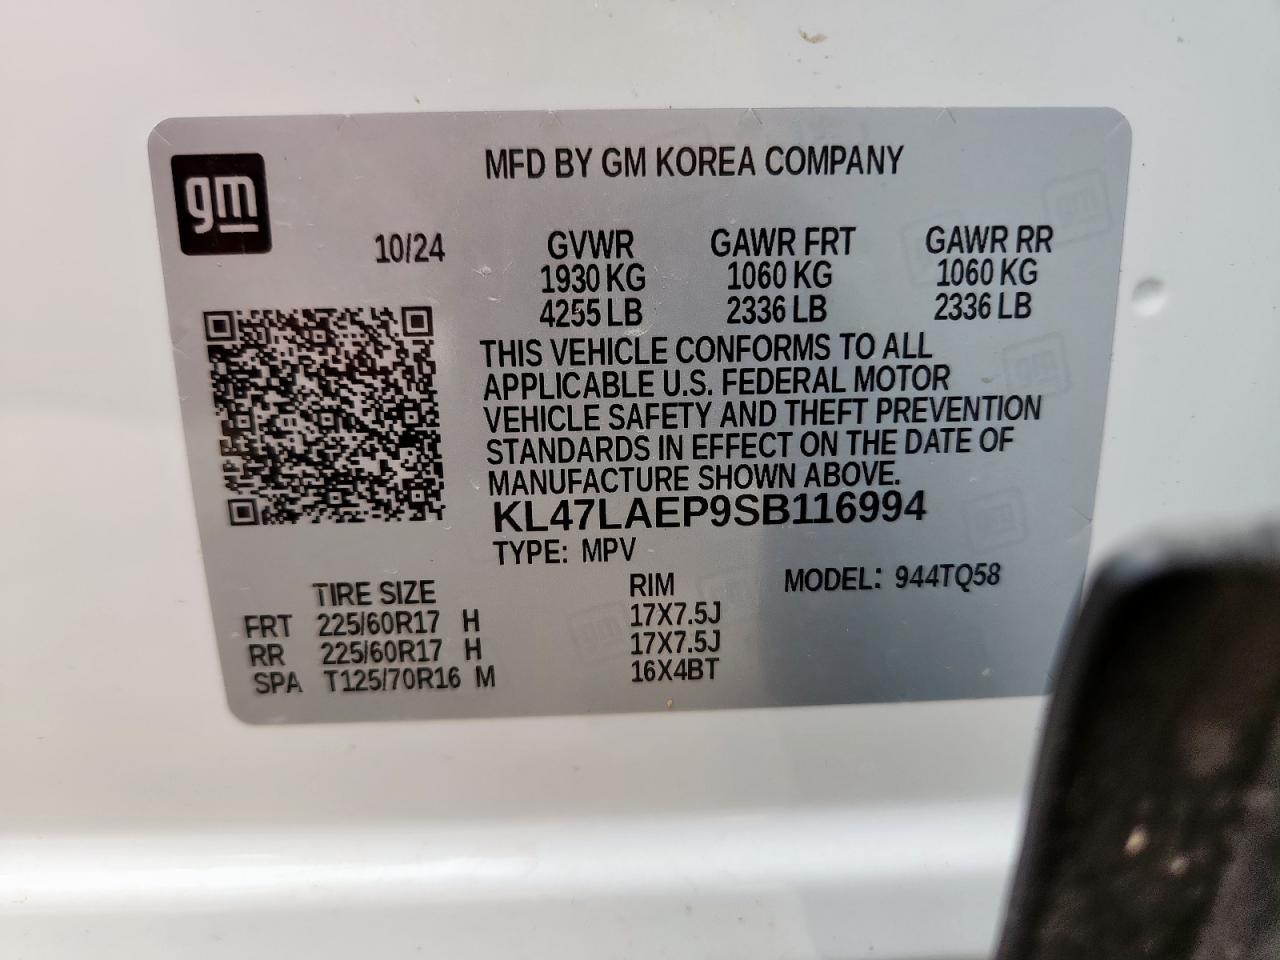 gm
MFD BY GM KOREA COMPANY
10/24 GVWR GAWR FRT GAWR RR
1930 KG 1060 KG 1060 KG
4255 LB 2336 LB 2336 LB
THIS VEHICLE CONFORMS TO ALL
APPLICABLE U.S. FEDERAL MOTOR
VEHICLE SAFETY AND THEFT PREVENTION
STANDARDS IN EFFECT ON THE DATE OF
MANUFACTURE SHOWN ABOVE.
KL47LAEP9SB116994
TYPE: MPV
TIRE SIZE RIM MODEL: 944TQ58
FRT 225/60R17 H 17X7.5J
RR 225/60R17 H 17X7.5J
SPA T125/70R16 M 16X4BT